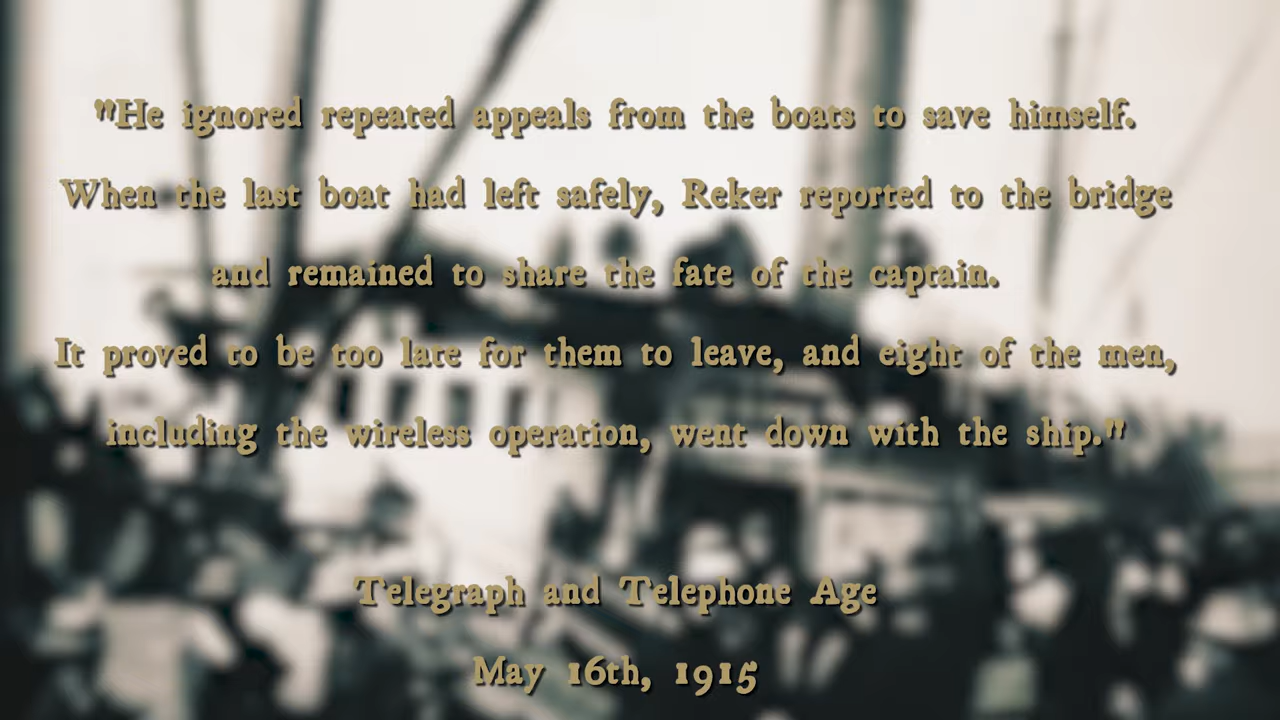 "He ignored repeated appeals from the boats to save himself.
When the last boat had left safely, Reker reported to the bridge
and remained to share the fate of the captain.
It proved to be too late for them to leave, and eight of the men,
including the wireless operation, went down with the ship."
Telegraph and Telephone Age
May 16th, 1915